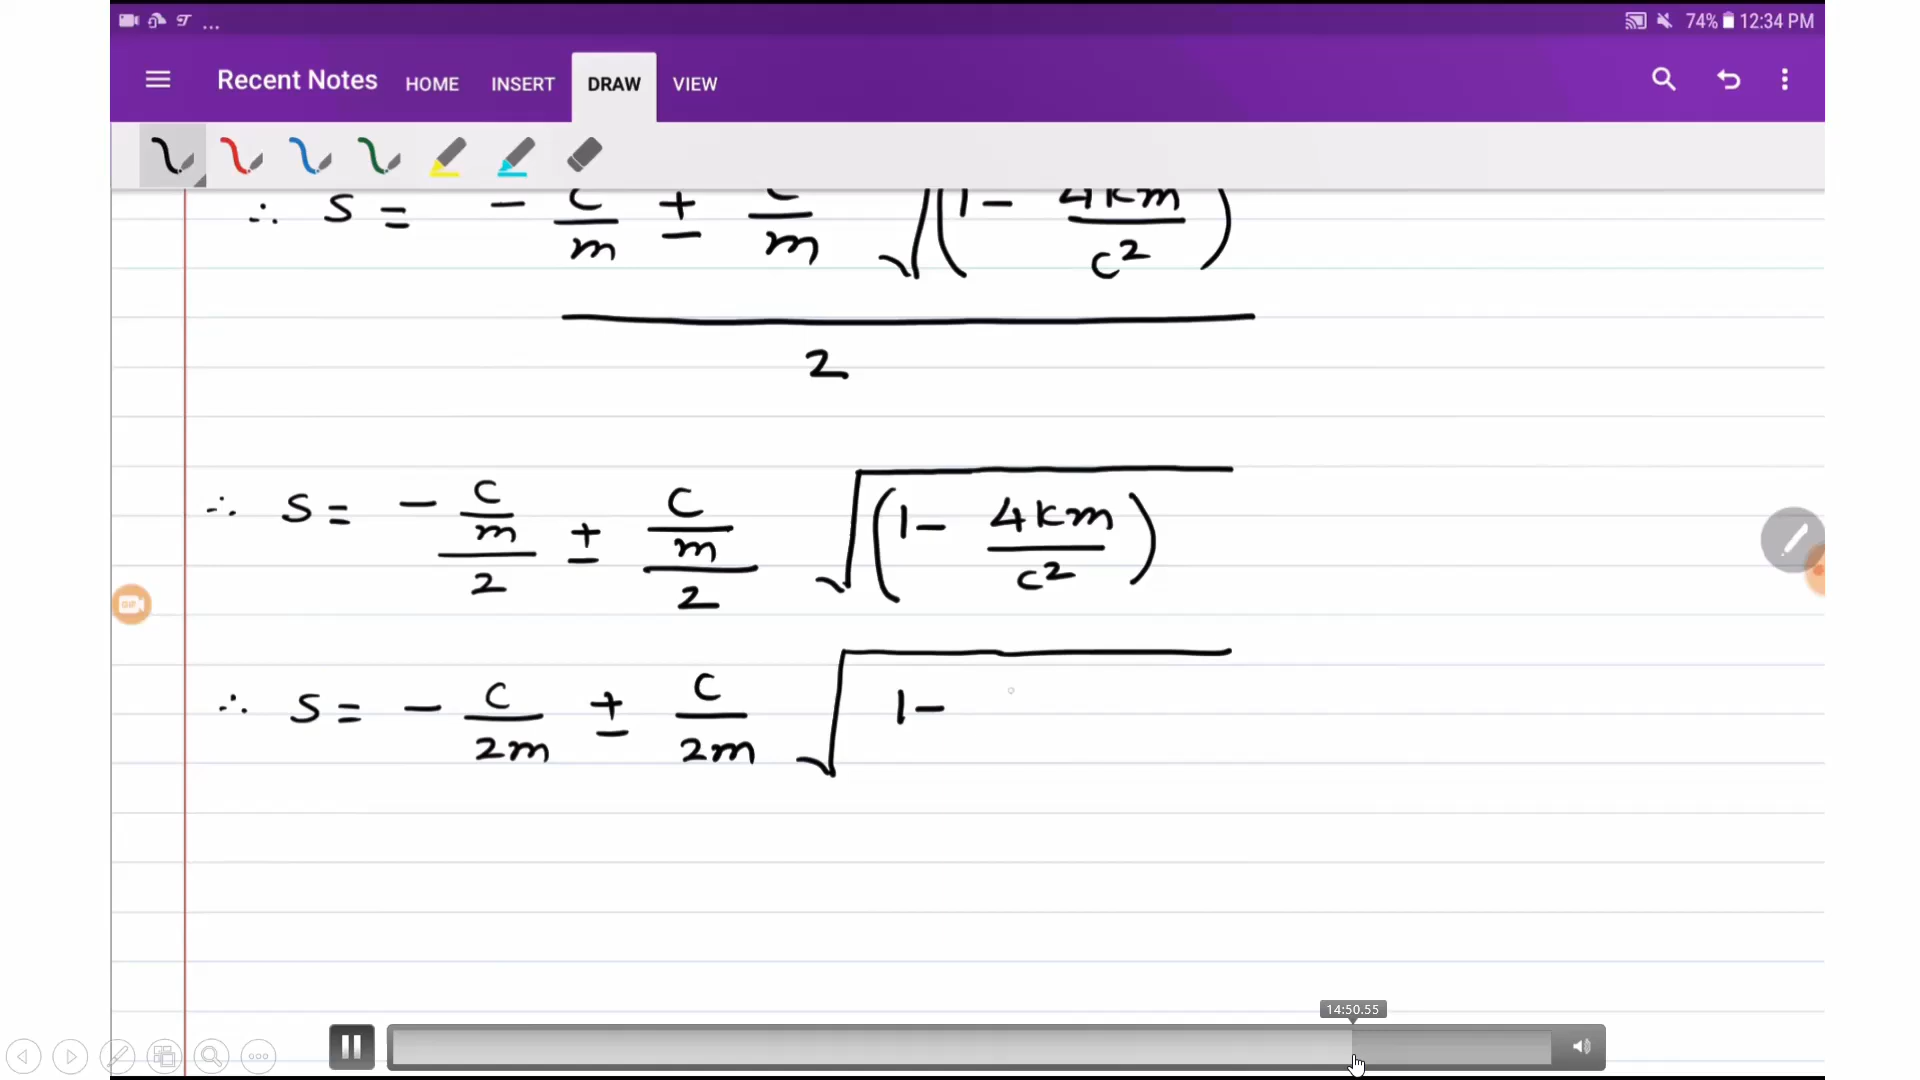 ... 74% 12:34 PM
Recent Notes HOME INSERT DRAW VIEW
∴ s = - c/m ± c/m √(1 - 4km/c²)
2
∴ s = - c/m/2 ± c/m/2 √(1 - 4km/c²)
GIF
∴ s = - c/2m ± c/2m √1 -
14:50.55